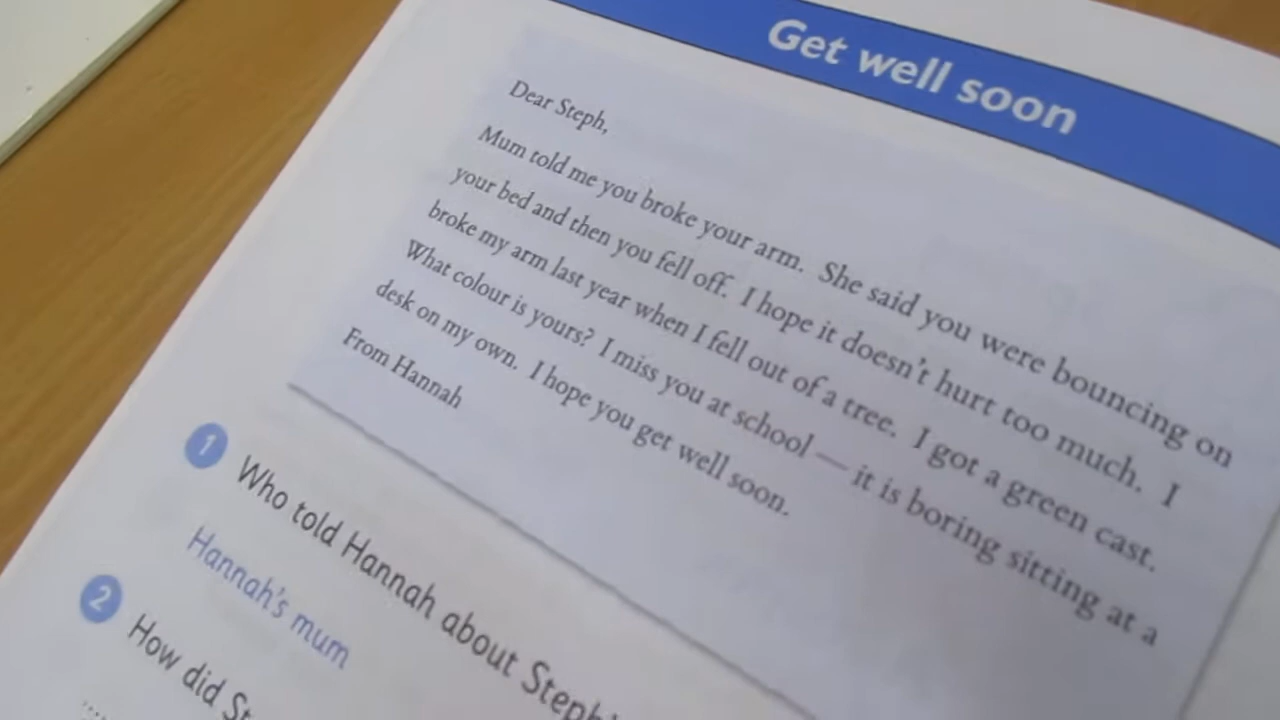 Get well soon
Dear Steph,
Mum told me you broke your arm. She said you were bouncing on
your bed and then you fell off. I hope it doesn't hurt too much. I
broke my arm last year when I fell out of a tree. I got a green cast.
What colour is yours? I miss you at school — it is boring sitting at a
desk on my own. I hope you get well soon.
From Hannah
1 Who told Hannah about Steph'
Hannah's mum
2 How did St